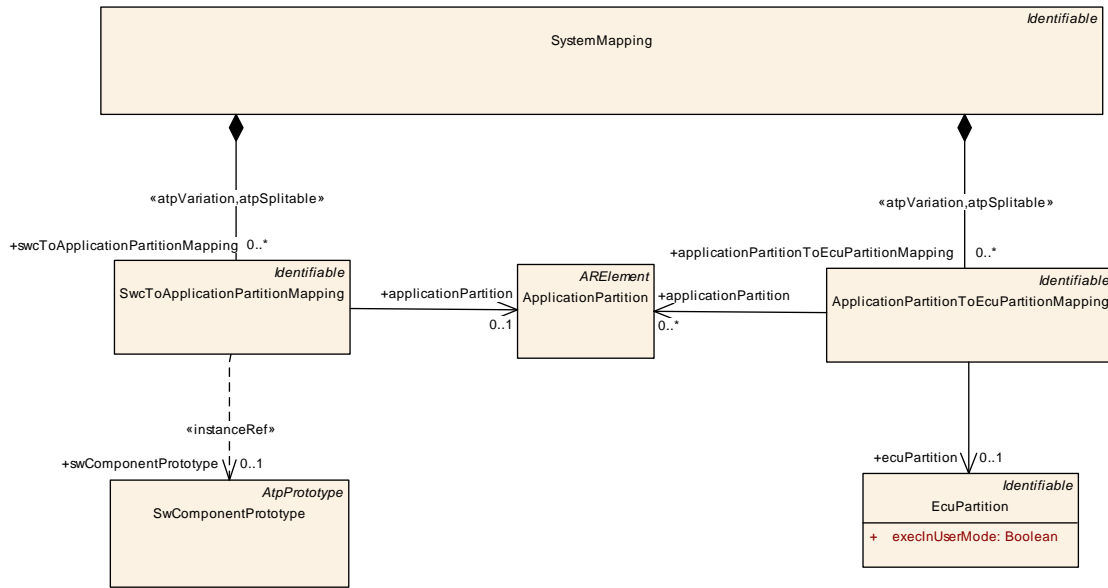 Identifiable
SystemMapping
«atpVariation,atpSplitable»
«atpVariation,atpSplitable»
+swcToApplicationPartitionMapping 0..*
+applicationPartitionToEcuPartitionMapping 0..*
Identifiable
SwcToApplicationPartitionMapping
+applicationPartition
0..1
ARElement
ApplicationPartition
+applicationPartition
0..*
Identifiable
ApplicationPartitionToEcuPartitionMapping
«instanceRef»
+swComponentPrototype 0..1
+ecuPartition 0..1
AtpPrototype
SwComponentPrototype
Identifiable
EcuPartition
+ execInUserMode: Boolean